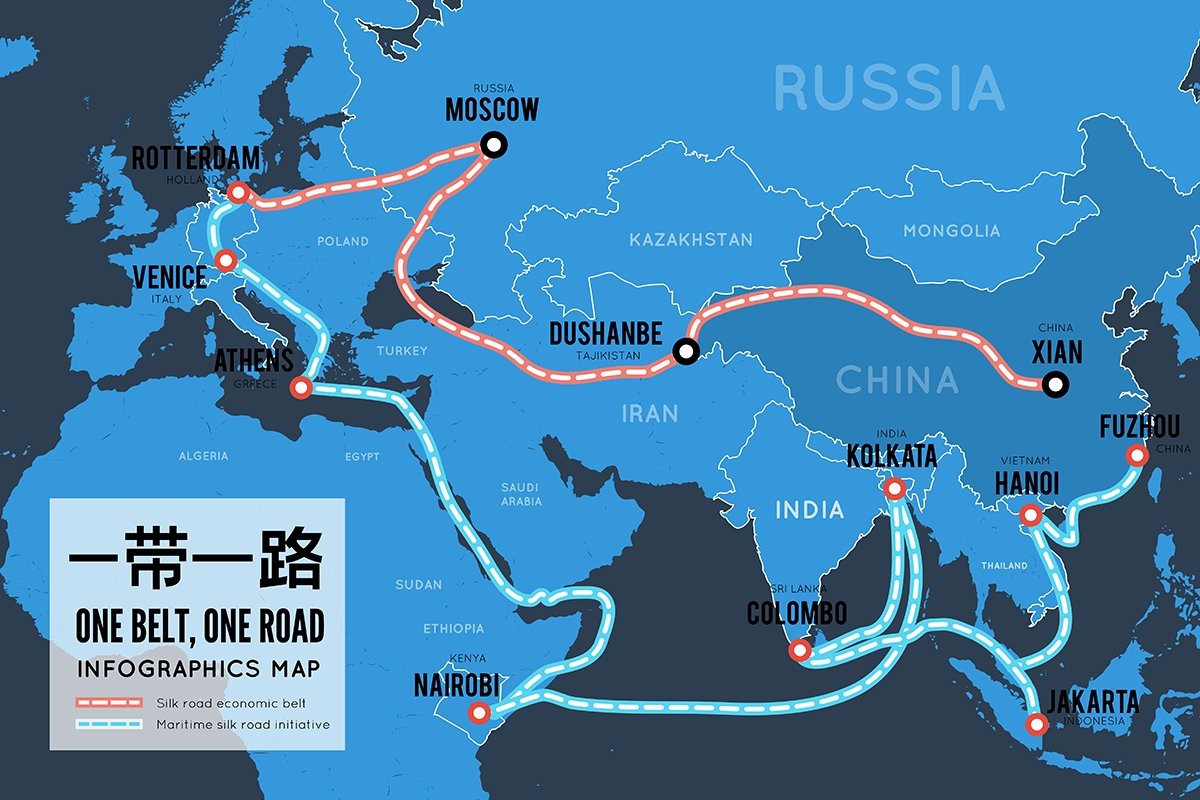 RUSSIA
RUSSIA
MOSCOW
ROTTERDAM
HOLLAND
POLAND
KAZAKHSTAN
MONGOLIA
VENICE
ITALY
DUSHANBE
TAJIKISTAN
CHINA
XIAN
ATHENS
GREECE
TURKEY
IRAN
CHINA
FUZHOU
CHINA
ALGERIA
EGYPT
INDIA
KOLKATA
VIETNAM
HANOI
SAUDI
ARABIA
INDIA
THAILAND
SUDAN
SRI LANKA
COLOMBO
ETHIOPIA
KENYA
NAIROBI
JAKARTA
INDONESIA
一带一路
ONE BELT, ONE ROAD
INFOGRAPHICS MAP
Silk road economic belt
Maritime silk road initiative